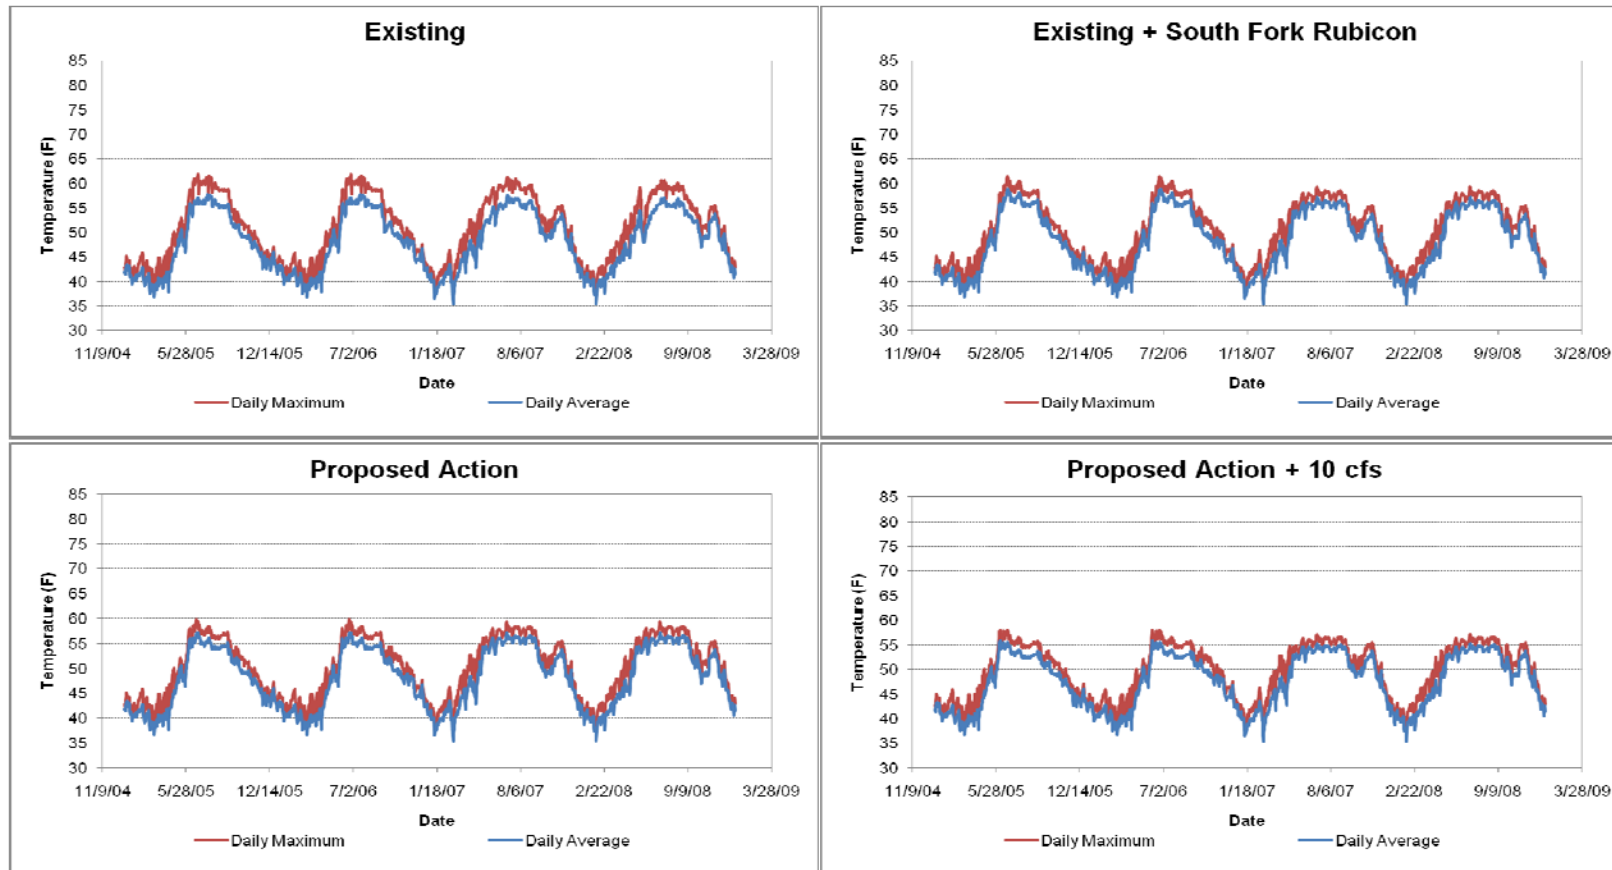 Existing
Temperature (F)
85
80
75
70
65
60
55
50
45
40
35
30
11/9/04 5/28/05 12/14/05 7/2/06 1/18/07 8/6/07 2/22/08 9/9/08 3/28/09
Date
Daily Maximum Daily Average
Existing + South Fork Rubicon
Temperature (F)
85
80
75
70
65
60
55
50
45
40
35
30
11/9/04 5/28/05 12/14/05 7/2/06 1/18/07 8/6/07 2/22/08 9/9/08 3/28/09
Date
Daily Maximum Daily Average
Proposed Action
Temperature (F)
85
80
75
70
65
60
55
50
45
40
35
30
11/9/04 5/28/05 12/14/05 7/2/06 1/18/07 8/6/07 2/22/08 9/9/08 3/28/09
Date
Daily Maximum Daily Average
Proposed Action + 10 cfs
Temperature (F)
85
80
75
70
65
60
55
50
45
40
35
30
11/9/04 5/28/05 12/14/05 7/2/06 1/18/07 8/6/07 2/22/08 9/9/08 3/28/09
Date
Daily Maximum Daily Average